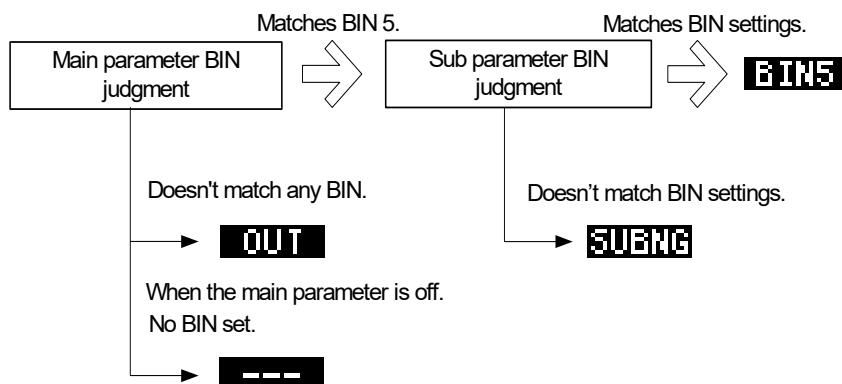 Matches BIN 5.
Matches BIN settings.
Main parameter BIN
judgment
Sub parameter BIN
judgment
BIN5
Doesn't match any BIN.
Doesn’t match BIN settings.
OUT
SUBNG
When the main parameter is off.
No BIN set.
---